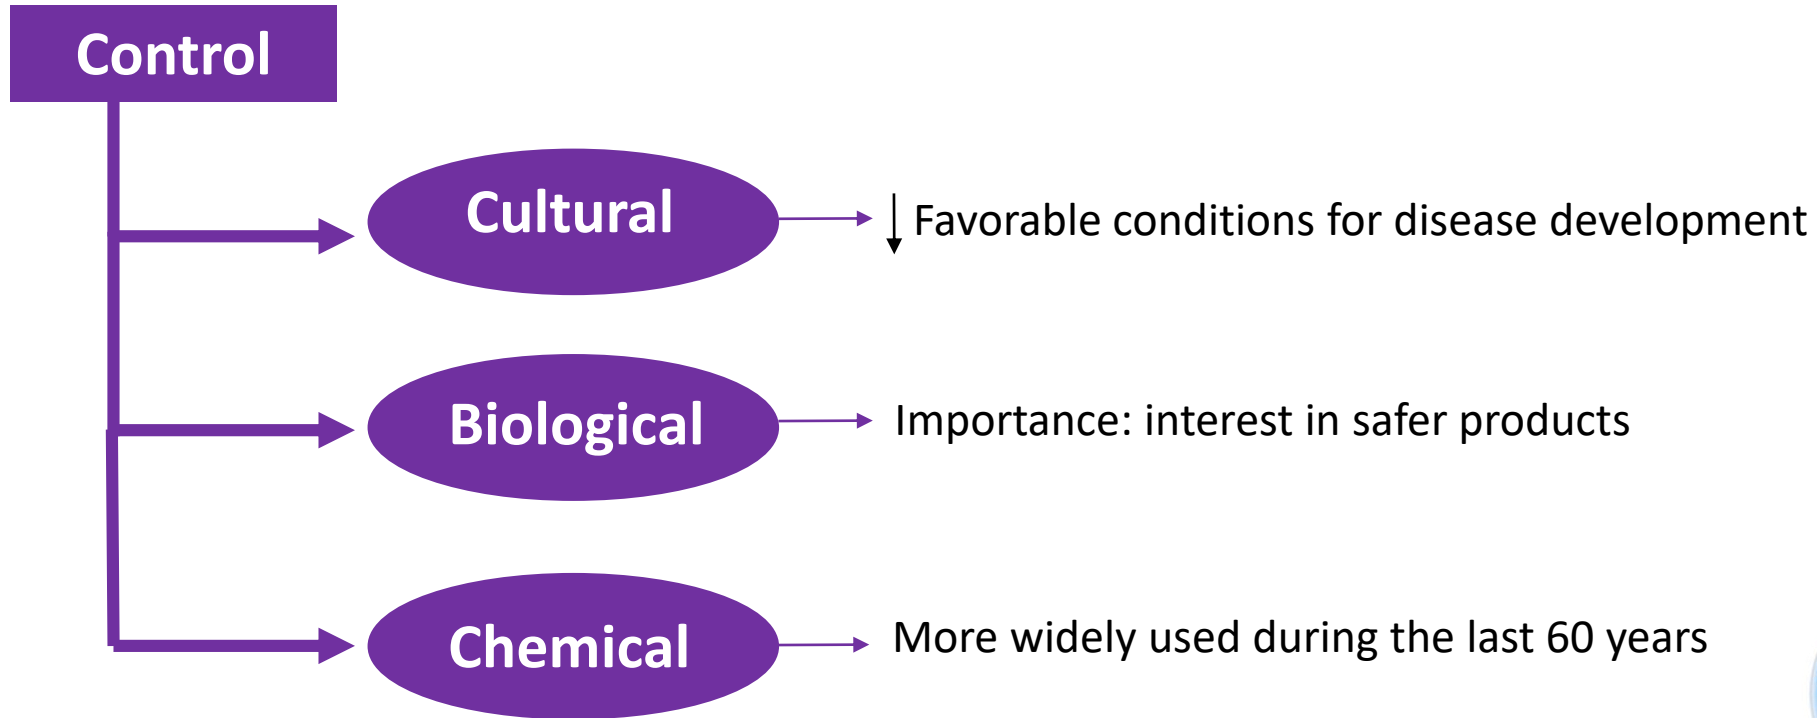 Control
Cultural
Favorable conditions for disease development
Biological
Importance: interest in safer products
Chemical
More widely used during the last 60 years